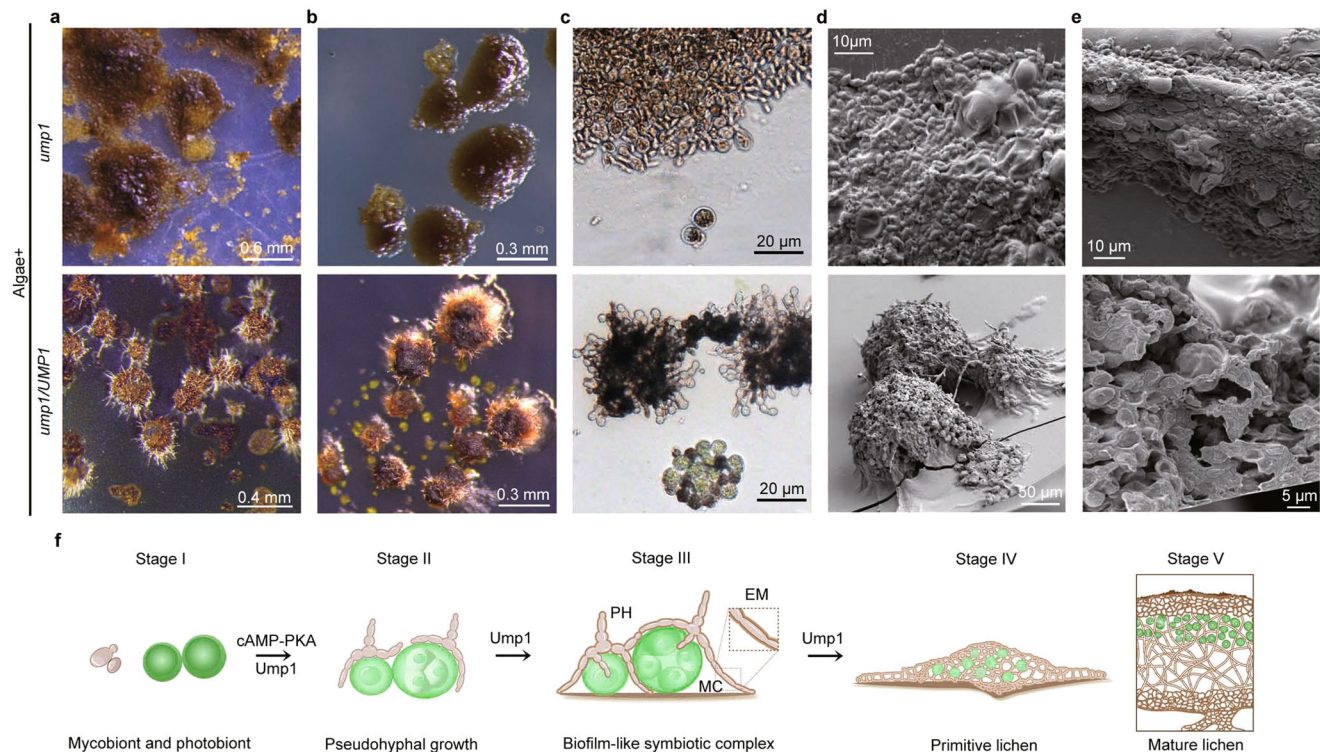 a b c d e
Algae+
ump1
0.6 mm
0.3 mm
20 µm
10µm
10 µm
ump1/UMP1
0.4 mm
0.3 mm
20 µm
50 µm
5 µm
f
Stage I
Stage II
Stage III
Stage IV
Stage V
cAMP-PKA
Ump1
Ump1
PH
EM
MC
Ump1
Mycobiont and photobiont
Pseudohyphal growth
Biofilm-like symbiotic complex
Primitive lichen
Mature lichen